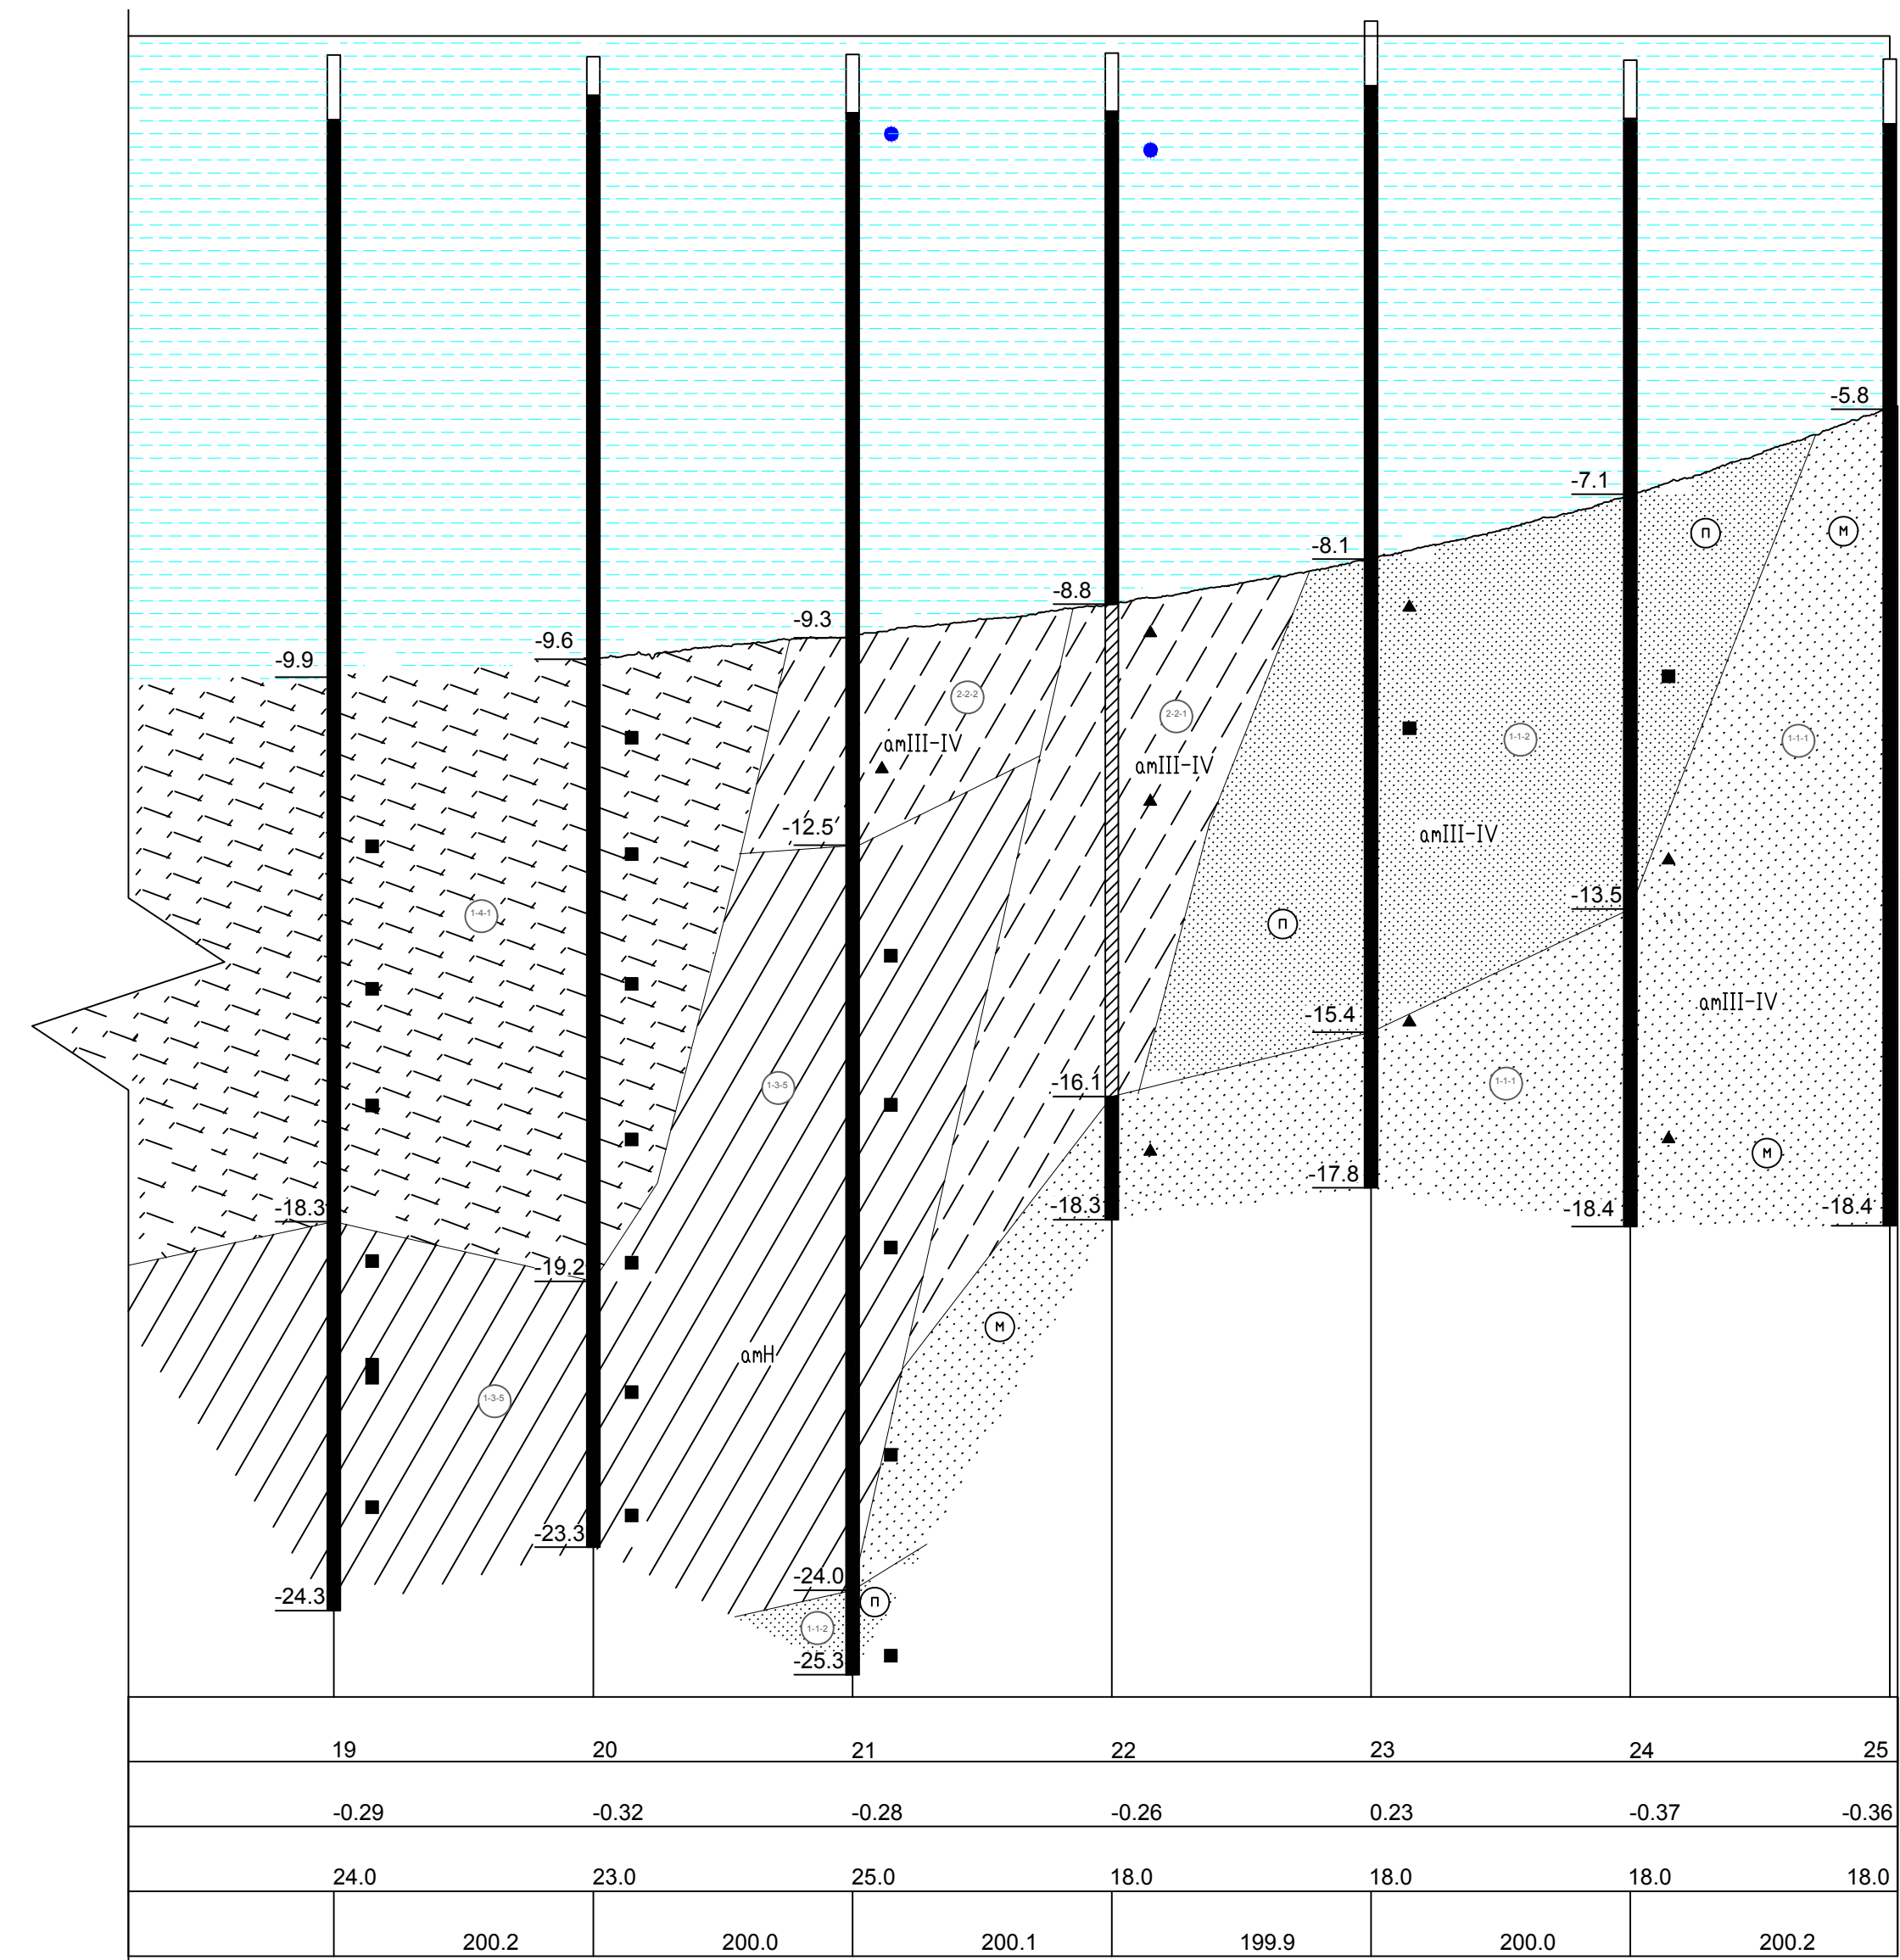 -5.8
-7.1
П
М
-8.1
-8.8
-9.3
-9.6
-9.9
2-2-2
2-2-1
1-1-2
1-1-1
amIII-IV
amIII-IV
-12.5
amIII-IV
-13.5
1-4-1
П
amIII-IV
-15.4
-16.1
1-3-5
1-1-1
М
-17.8
-18.3
-18.3
-18.4
-18.4
-19.2
М
amH
1-3-5
-23.3
-24.0
-24.3
П
1-1-2
-25.3
19 20 21 22 23 24 25
-0.29 -0.32 -0.28 -0.26 0.23 -0.37 -0.36
24.0 23.0 25.0 18.0 18.0 18.0 18.0
200.2 200.0 200.1 199.9 200.0 200.2